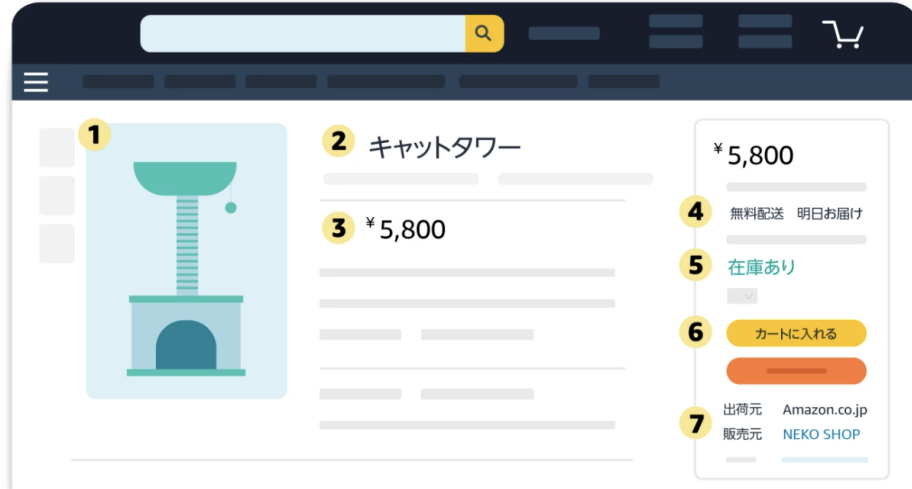 1
2 キャットタワー
3 ¥5,800
¥5,800
4 無料配送 明日お届け
5 在庫あり
6 カートに入れる
7
出荷元 Amazon.co.jp
販売元 NEKO SHOP